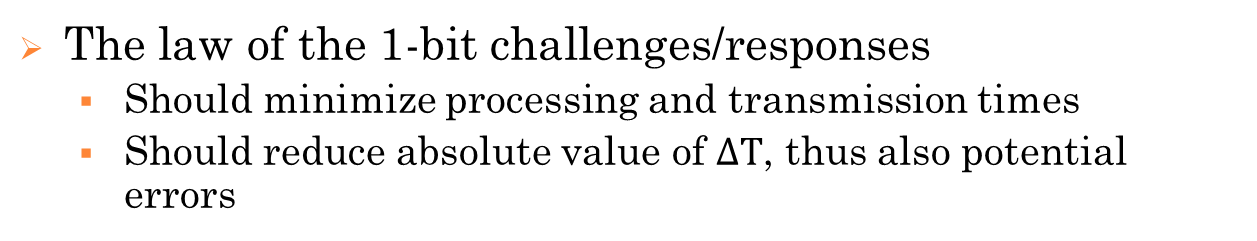 The law of the 1-bit challenges/responses
Should minimize processing and transmission times
Should reduce absolute value of ΔT, thus also potential
errors